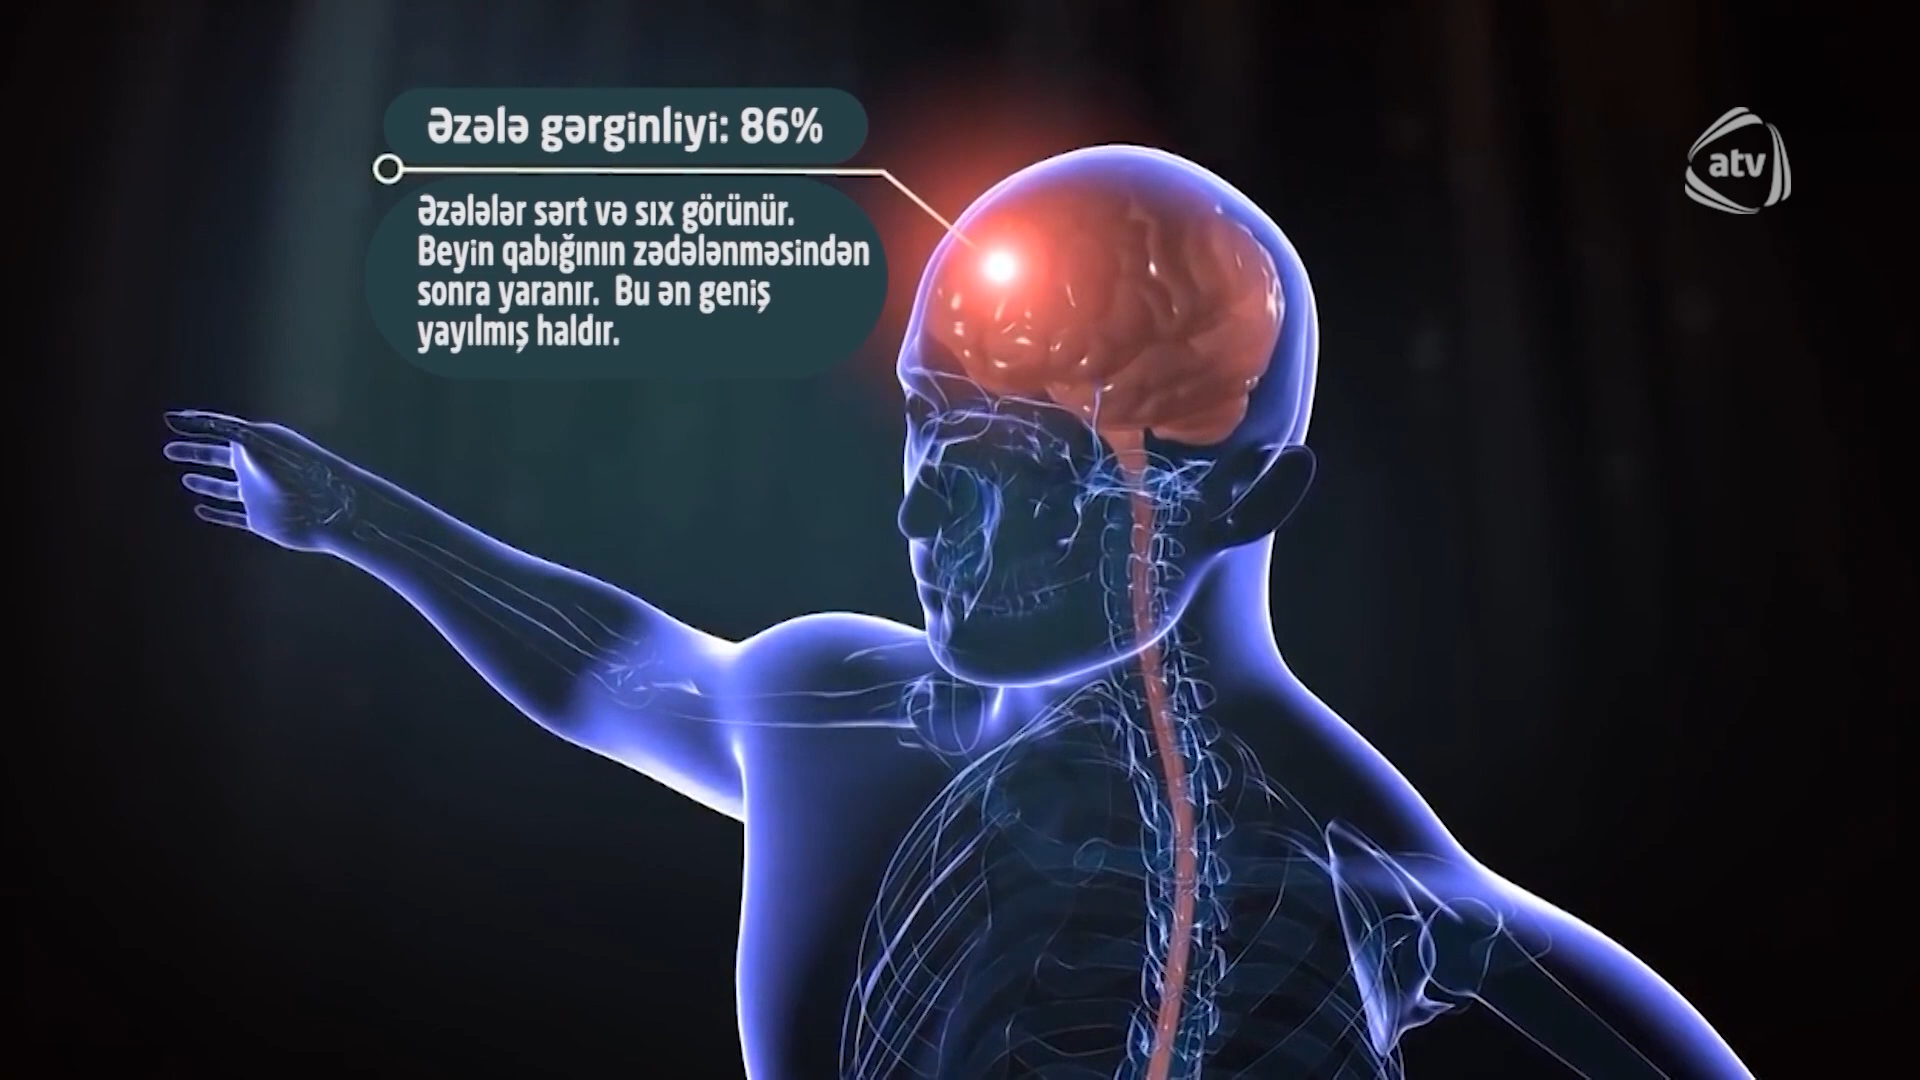 Əzələ gərginliyi: 86%
Əzələlər sərt və sıx görünür.
Beyin qabığının zədələnməsindən
sonra yaranır. Bu ən geniş
yayılmış haldır.
atv